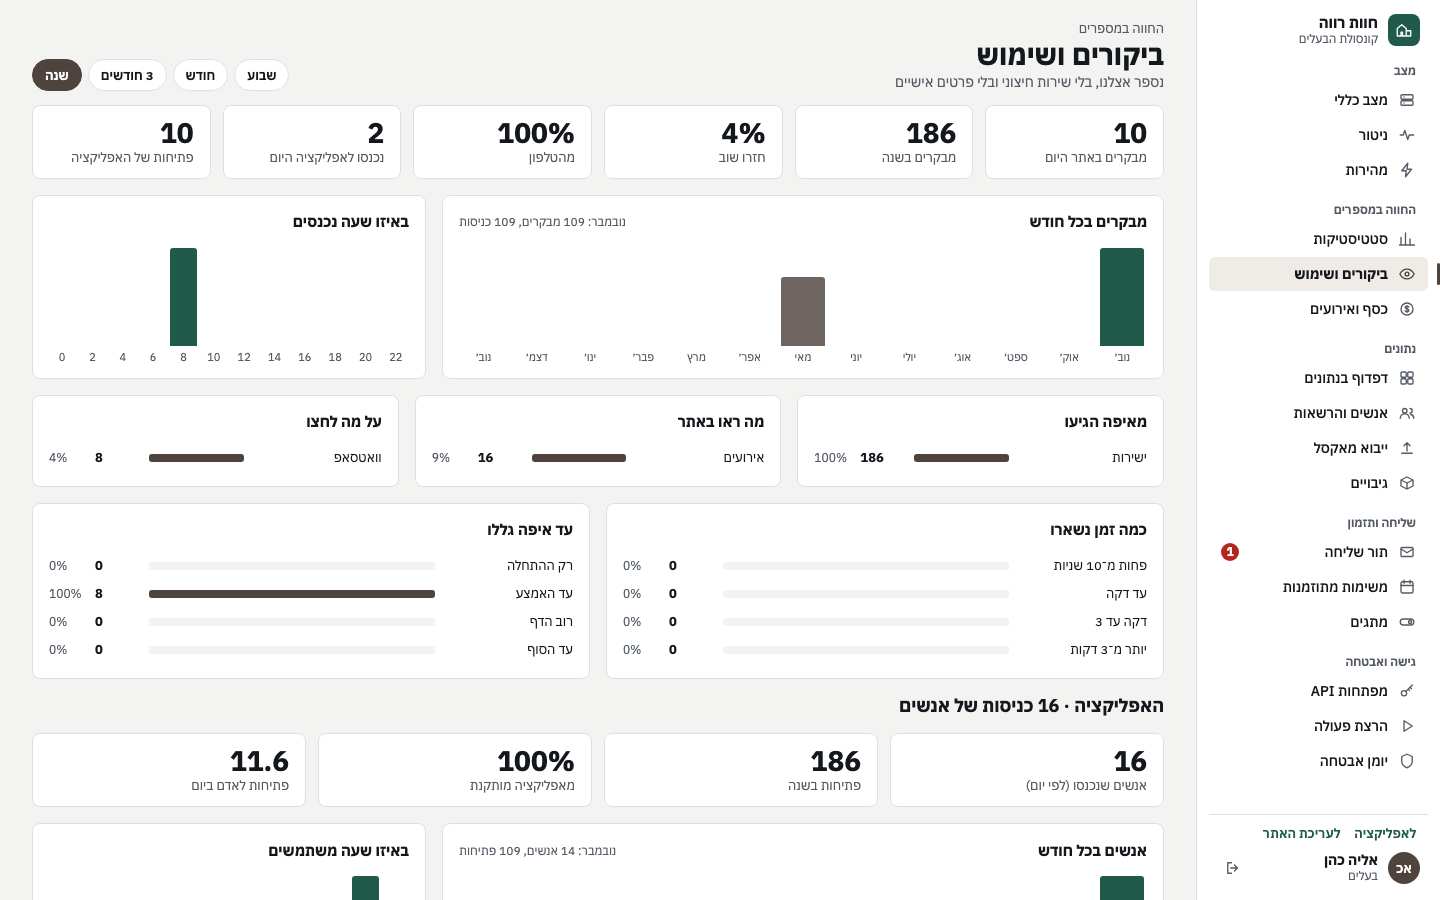 חוות רווה
קונסולת הבעלים
מצב
מצב כללי
ניטור
מהירות
החווה במספרים
סטטיסטיקות
ביקורים ושימוש
כסף ואירועים
נתונים
דפדוף בנתונים
אנשים והרשאות
ייבוא מאקסל
גיבויים
שליחה ותזמון
תור שליחה 1
משימות מתוזמנות
מתגים
גישה ואבטחה
מפתחות API
הרצת פעולה
יומן אבטחה
לאפליקציה לעריכת האתר
אכ
אליה כהן
בעלים
החווה במספרים
ביקורים ושימוש
נספר אצלנו, בלי שירות חיצוני ובלי פרטים אישיים
שבוע חודש 3 חודשים שנה
10
מבקרים באתר היום
186
מבקרים בשנה
4%
חזרו שוב
100%
מהטלפון
2
נכנסו לאפליקציה היום
10
פתיחות של האפליקציה
מבקרים בכל חודש
נובמבר: 109 מבקרים, 109 כניסות
נוב׳ אוק׳ ספט׳ אוג׳ יולי יוני מאי אפר׳ מרץ פבר׳ ינו׳ דצמ׳ נוב׳
באיזו שעה נכנסים
0 2 4 6 8 10 12 14 16 18 20 22
מאיפה הגיעו
ישירות 186 100%
מה ראו באתר
אירועים 16 9%
על מה לחצו
וואטסאפ 8 4%
כמה זמן נשארו
פחות מ־10 שניות 0 0%
עד דקה 0 0%
דקה עד 3 0 0%
יותר מ־3 דקות 0 0%
עד איפה גללו
רק ההתחלה 0 0%
עד האמצע 8 100%
רוב הדף 0 0%
עד הסוף 0 0%
האפליקציה · 16 כניסות של אנשים
16
אנשים שנכנסו (לפי יום)
186
פתיחות בשנה
100%
מאפליקציה מותקנת
11.6
פתיחות לאדם ביום
אנשים בכל חודש
נובמבר: 14 אנשים, 109 פתיחות
באיזו שעה משתמשים